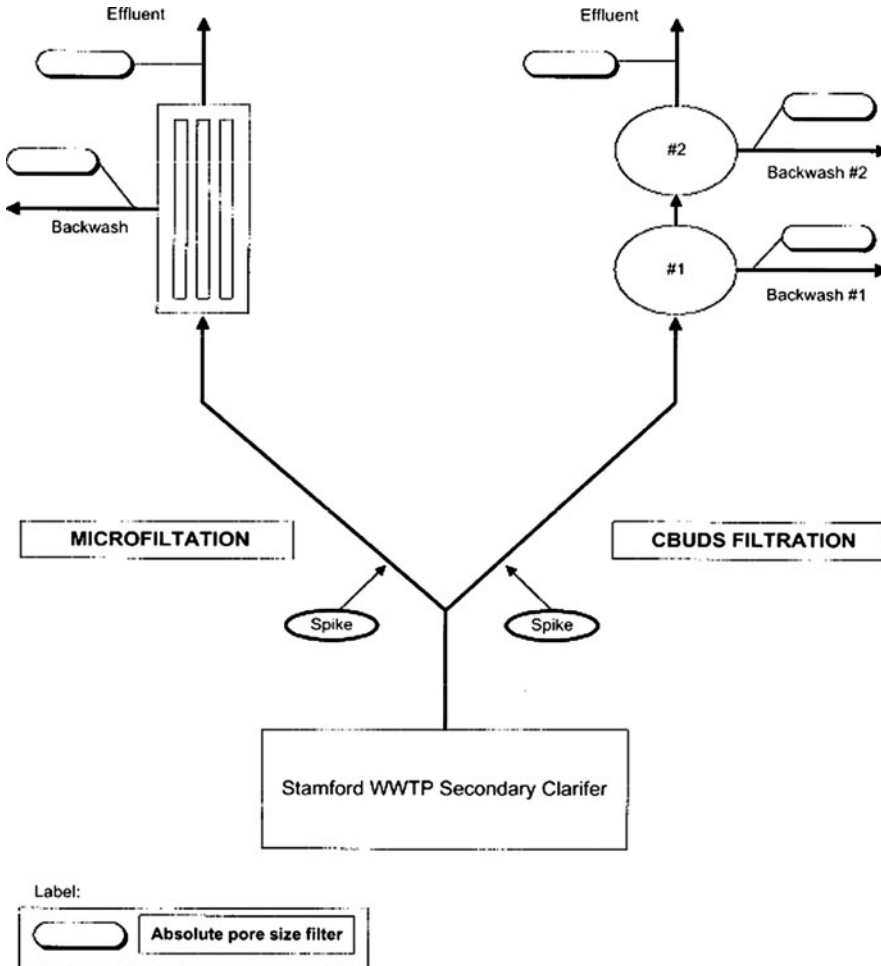 Effluent
Effluent
#2
Backwash #2
Backwash
#1
Backwash #1
MICROFILTATION
CBUDS FILTRATION
Spike
Spike
Stamford WWTP Secondary Clarifer
Label:
Absolute pore size filter